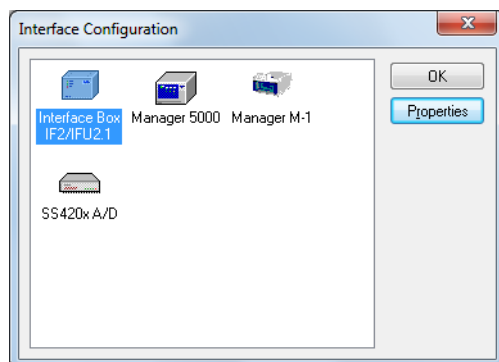 Interface Configuration
OK
Properties
Interface Box
IF2/IFU2.1
Manager 5000
Manager M-1
SS420x A/D